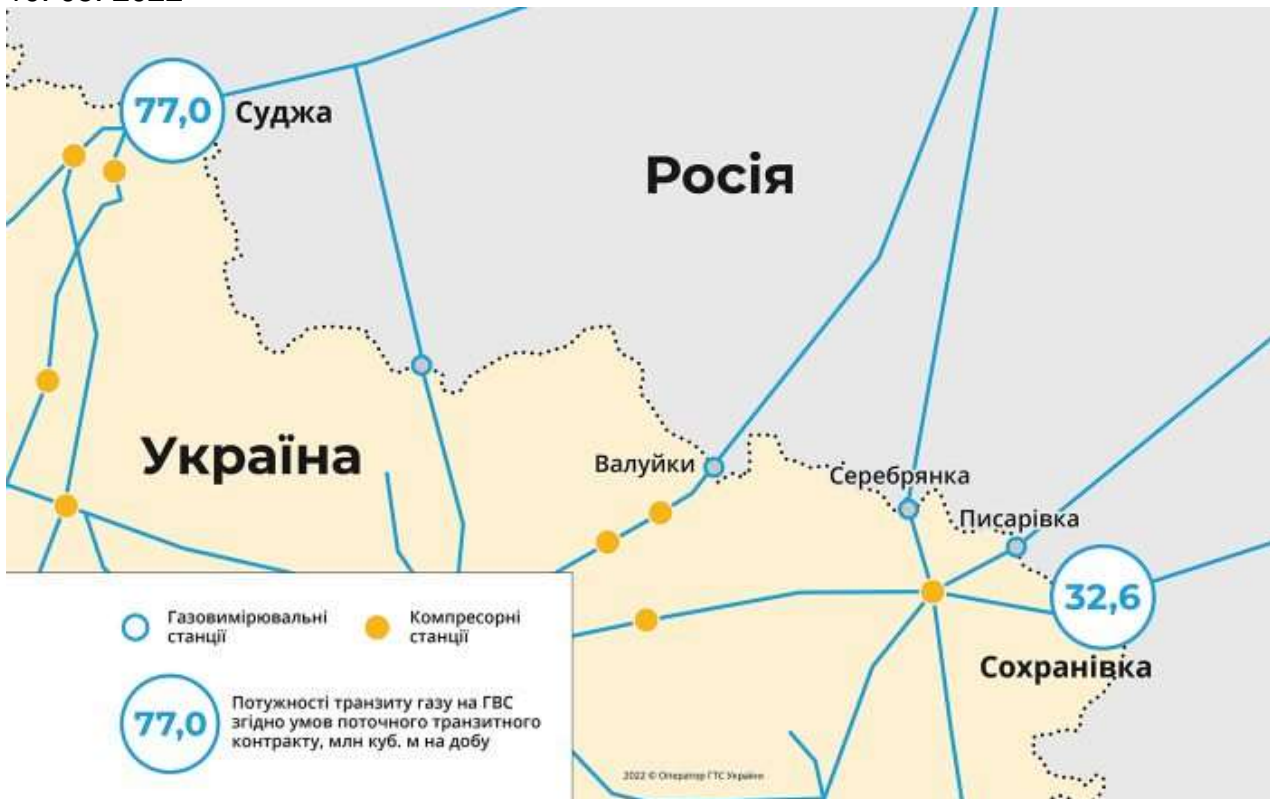 77,0
Суджа
Росія
Україна
Валуйки
Серебрянка
Писарівка
32,6
Сохранівка
Газовимірювальні
станції
Компресорні
станції
77,0
Потужності транзиту газу на ГВС
згідно умов поточного транзитного
контракту, млн куб. м на добу
2022 © Оператор ГТС України